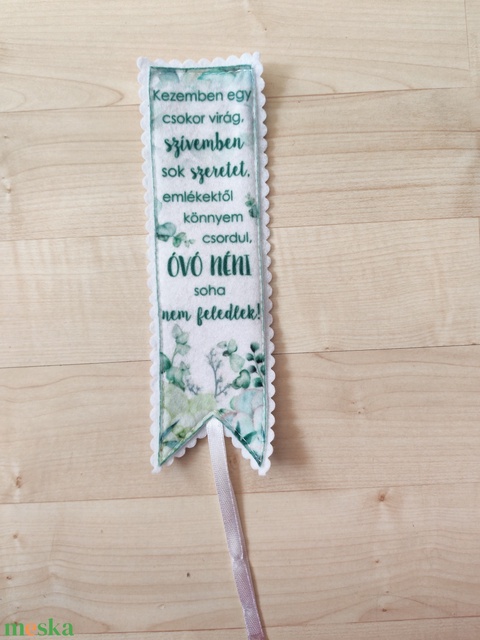 Kezemben egy
csokor virág,
szívemben
sok szeretet,
emlékektől
könnyem
csordul,
ÓVÓ NÉNI
soha
nem feledlek!
meska